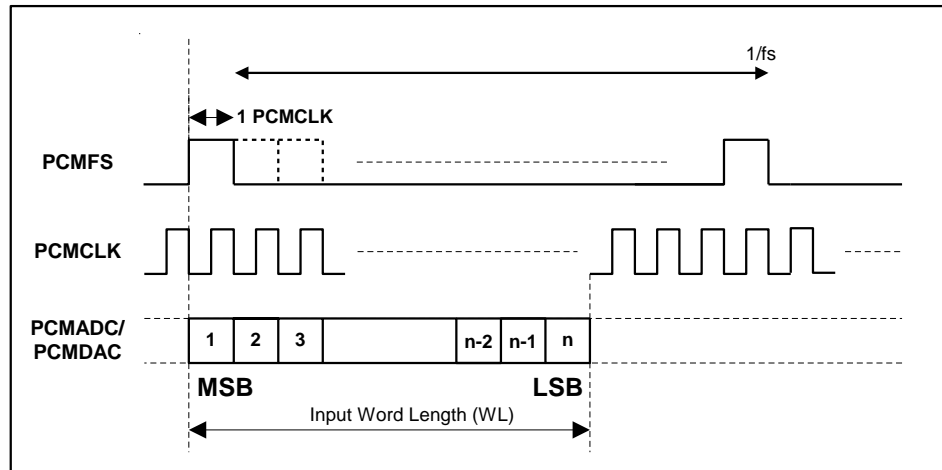 1/fs
1 PCMCLK
PCMFS
PCMCLK
PCMADC/
PCMDAC
1 2 3 n-2 n-1 n
MSB LSB
Input Word Length (WL)